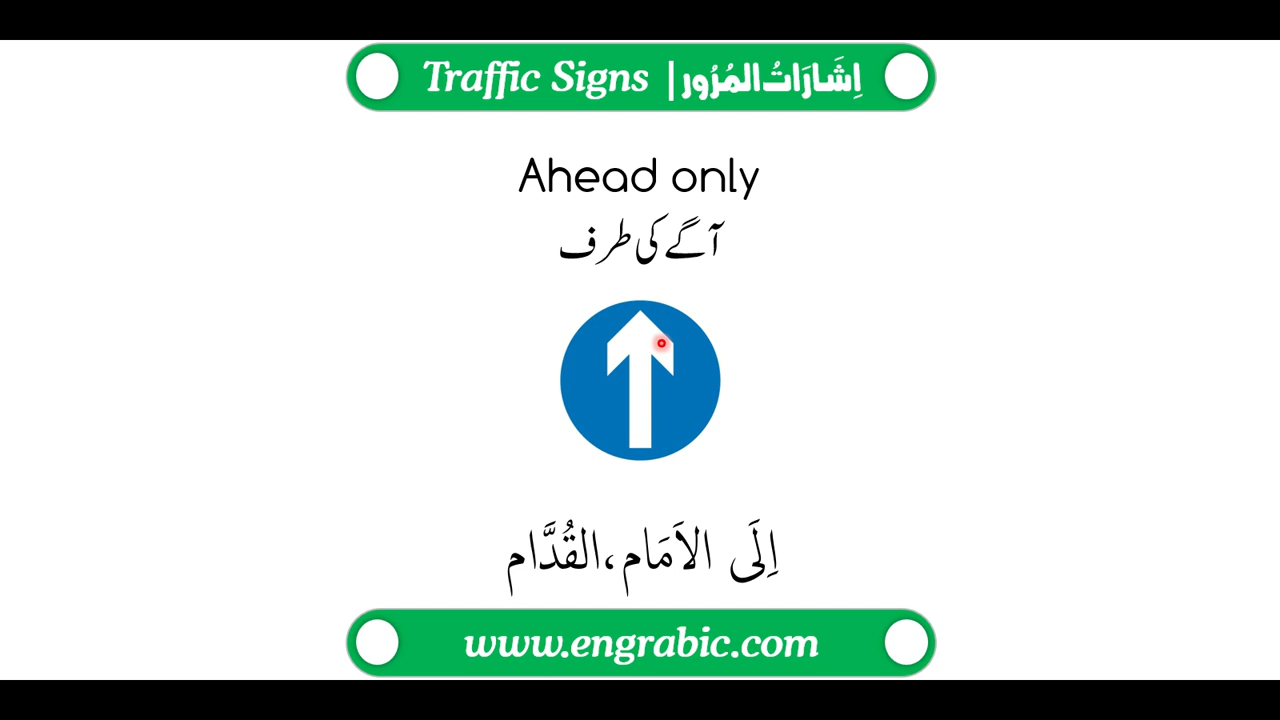 Traffic Signs | اِشَارَاتُ المُرُور
Ahead only
آگے کی طرف
اِلَى الاَمَام،القُدَّام
www.engrabic.com